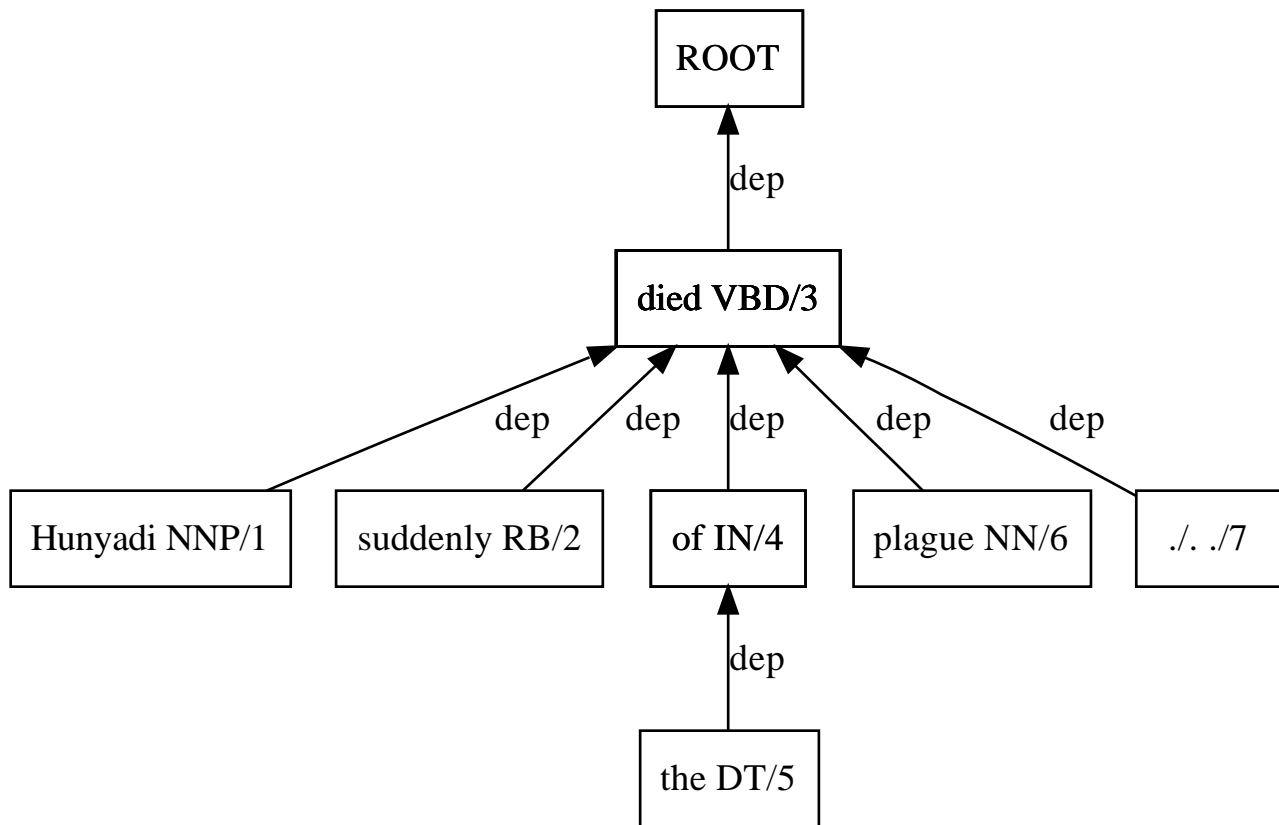 ROOT
dep
died VBD/3
dep dep dep dep dep
Hunyadi NNP/1 suddenly RB/2 of IN/4 plague NN/6 ./. ./7
dep
the DT/5